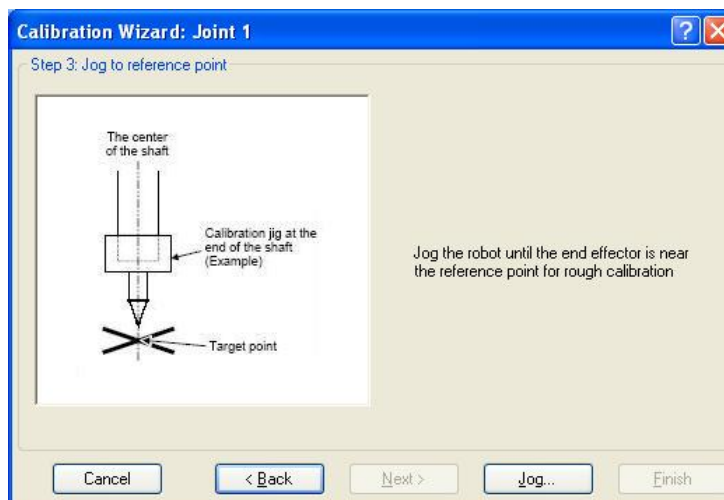 Calibration Wizard: Joint 1
?
Step 3: Jog to reference point
The center
of the shaft
Calibration jig at the
end of the shaft
(Example)
Target point
Jog the robot until the end effector is near
the reference point for rough calibration
Cancel
< Back
Next >
Jog...
Finish